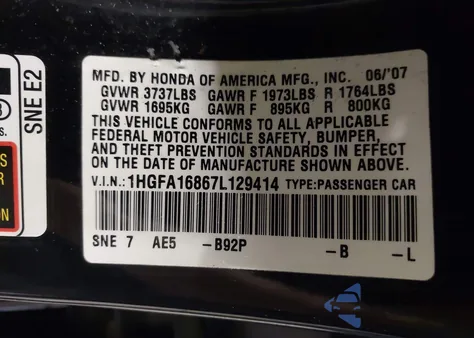 SNE E2
MFD. BY HONDA OF AMERICA MFG., INC. 06/'07
GVWR 3737LBS GAWR F 1973LBS R 1764LBS
GVWR 1695KG GAWR F 895KG R 800KG
THIS VEHICLE CONFORMS TO ALL APPLICABLE
FEDERAL MOTOR VEHICLE SAFETY, BUMPER,
AND THEFT PREVENTION STANDARDS IN EFFECT
ON THE DATE OF MANUFACTURE SHOWN ABOVE.
V.I.N.: 1HGFA16867L129414 TYPE:PASSENGER CAR
SNE 7 AE5 -B92P -B -L